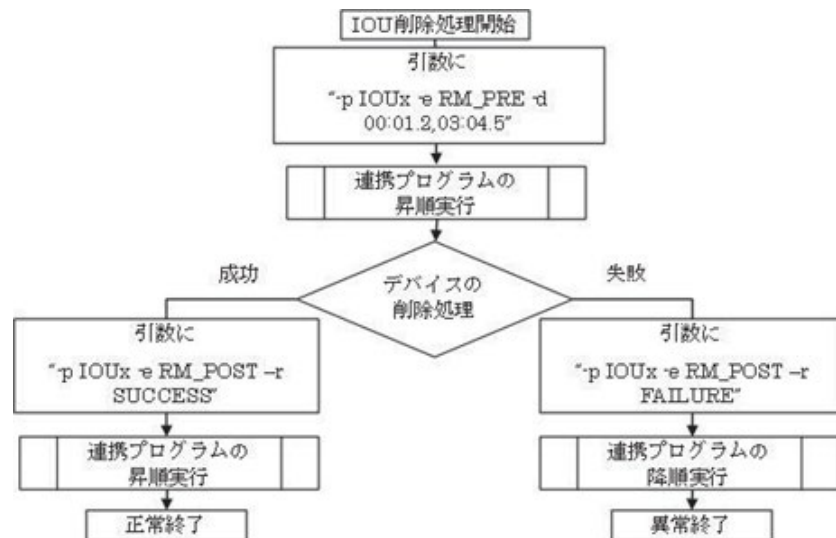 IOU削除処理開始
引数に
"-p IOUx -e RM_PRE -d
00:01.2,03:04.5"
連携プログラムの
昇順実行
成功
デバイスの
削除処理
失敗
引数に
"-p IOUx -e RM_POST –r
SUCCESS"
連携プログラムの
昇順実行
正常終了
引数に
"-p IOUx -e RM_POST –r
FAILURE"
連携プログラムの
降順実行
異常終了